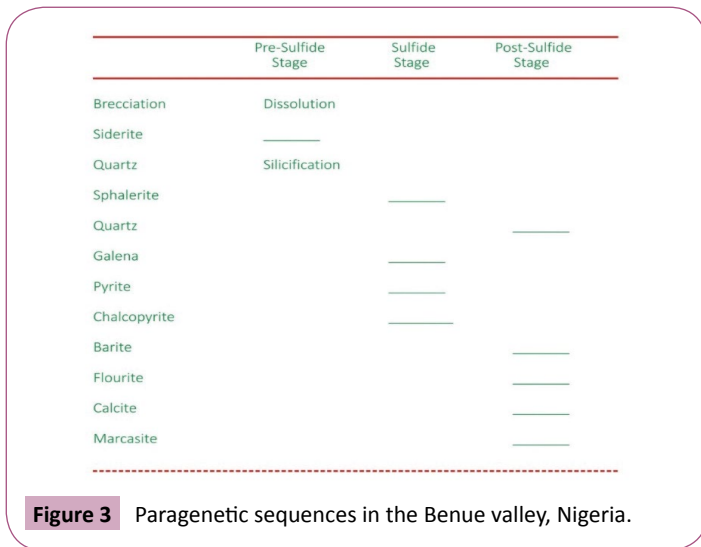 Pre-Sulfide Sulfide Post-Sulfide
Stage Stage Stage
Brecciation Dissolution
Siderite
Quartz Silicification
Sphalerite
Quartz
Galena
Pyrite
Chalcopyrite
Barite
Flourite
Calcite
Marcasite
Figure 3 Paragenetic sequences in the Benue valley, Nigeria.